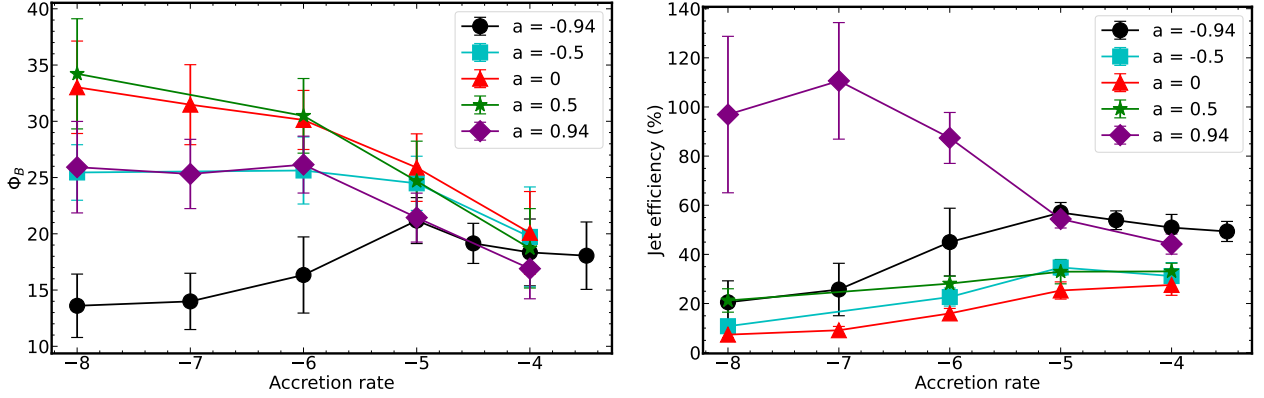 40
35
30
25
20
15
10
Φ_B
−8
−7
−6
−5
−4
Accretion rate
a = -0.94
a = -0.5
a = 0
a = 0.5
a = 0.94
140
120
100
80
60
40
20
0
Jet efficiency (%)
−8
−7
−6
−5
−4
Accretion rate
a = -0.94
a = -0.5
a = 0
a = 0.5
a = 0.94